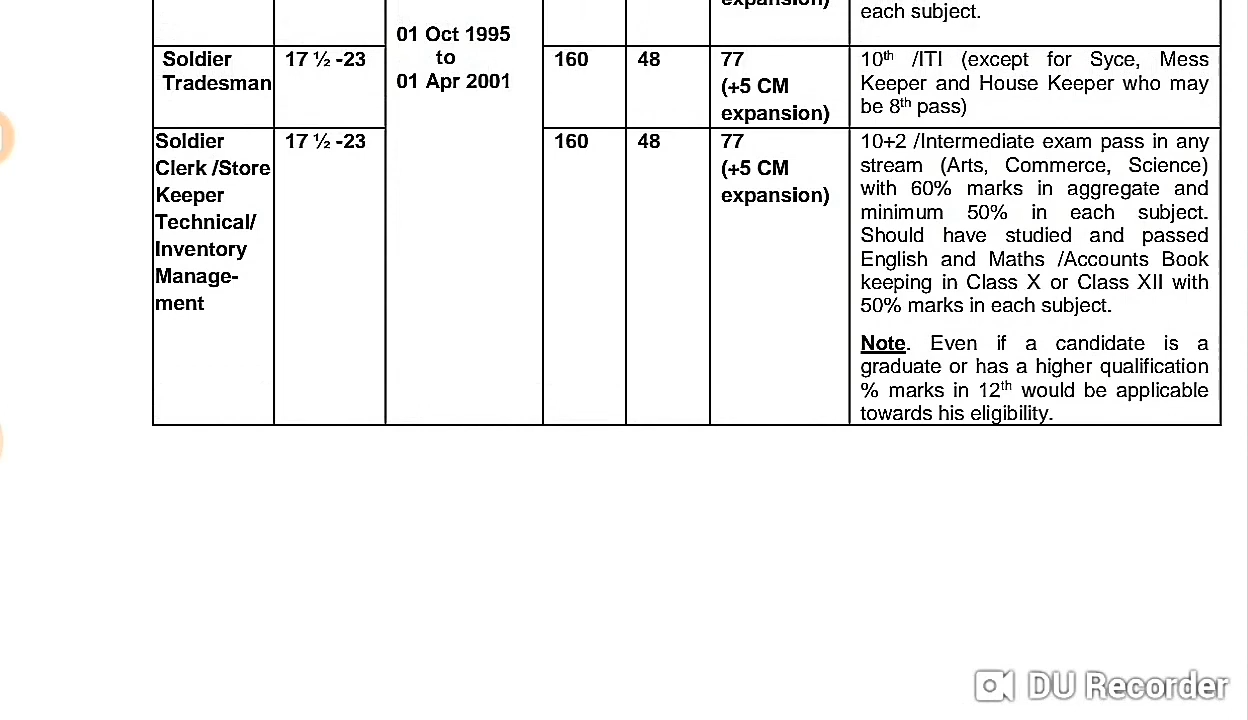 expansion)
each subject.
01 Oct 1995
to
01 Apr 2001
Soldier
Tradesman
17 ½ -23
160
48
77
(+5 CM
expansion)
10th /ITI (except for Syce, Mess
Keeper and House Keeper who may
be 8th pass)
Soldier
Clerk /Store
Keeper
Technical/
Inventory
Manage-
ment
17 ½ -23
160
48
77
(+5 CM
expansion)
10+2 /Intermediate exam pass in any
stream (Arts, Commerce, Science)
with 60% marks in aggregate and
minimum 50% in each subject.
Should have studied and passed
English and Maths /Accounts Book
keeping in Class X or Class XII with
50% marks in each subject.
Note. Even if a candidate is a
graduate or has a higher qualification
% marks in 12th would be applicable
towards his eligibility.
DU Recorder